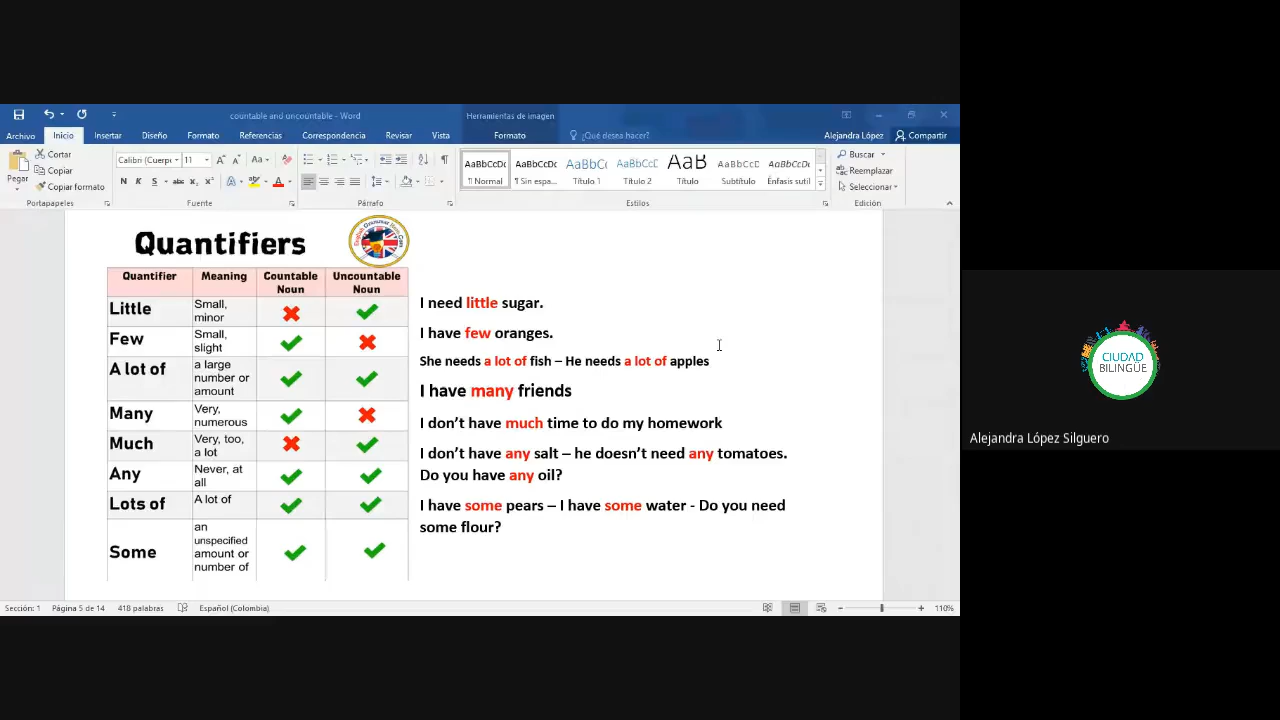 countable and uncountable - Word
Herramientas de imagen
Archivo Inicio Insertar Diseño Formato Referencias Correspondencia Revisar Vista Formato ¿Qué desea hacer? Alejandra López Compartir
Pegar
Cortar
Copiar
Copiar formato
Portapapeles
Calibri (Cuerp 11
N K S abc x₂ x²
Fuente
Párrafo
AaBbCcDc AaBbCcDc AaBbCc AaBbCcC AaB AaBbCcD AaBbCcDc
¶ Normal ¶ Sin espa... Título 1 Título 2 Título Subtítulo Énfasis sutil
Estilos
Buscar
Reemplazar
Seleccionar
Edición
Quantifiers
Quantifier Meaning Countable Noun Uncountable Noun
Little Small, minor
Few Small, slight
A lot of a large number or amount
Many Very, numerous
Much Very, too, a lot
Any Never, at all
Lots of A lot of
Some an unspecified amount or number of
I need little sugar.
I have few oranges.
She needs a lot of fish – He needs a lot of apples
I have many friends
I don’t have much time to do my homework
I don’t have any salt – he doesn’t need any tomatoes.
Do you have any oil?
I have some pears – I have some water - Do you need
some flour?
Sección: 1 Página 5 de 14 418 palabras Español (Colombia) 110%
CIUDAD
BILINGÜE
Alejandra López Silguero